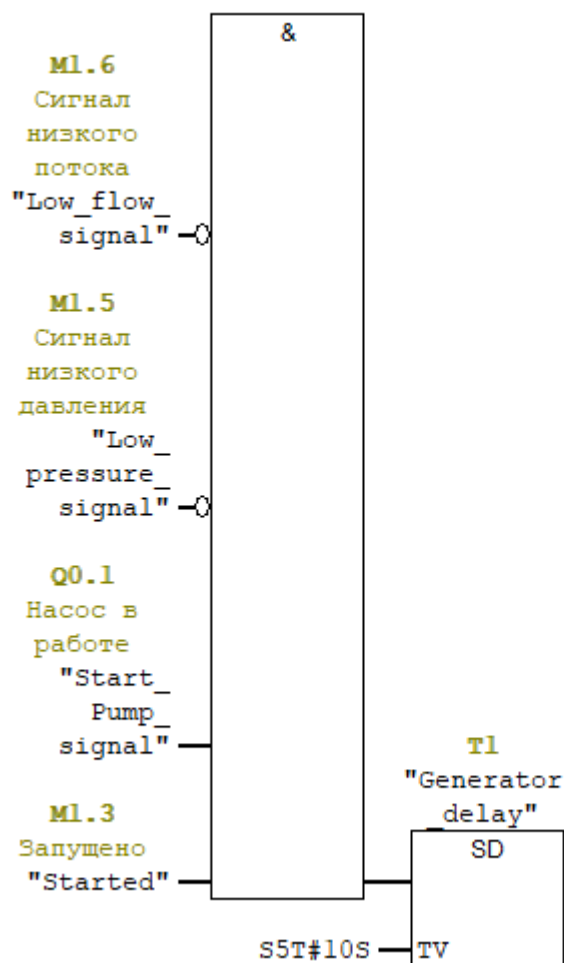 &
M1.6
Сигнал
низкого
потока
"Low_flow_
signal"
M1.5
Сигнал
низкого
давления
"Low_
pressure_
signal"
Q0.1
Насос в
работе
"Start_
Pump_
signal"
M1.3
Запущено
"Started"
T1
"Generator
_delay"
SD
S5T#10S
TV